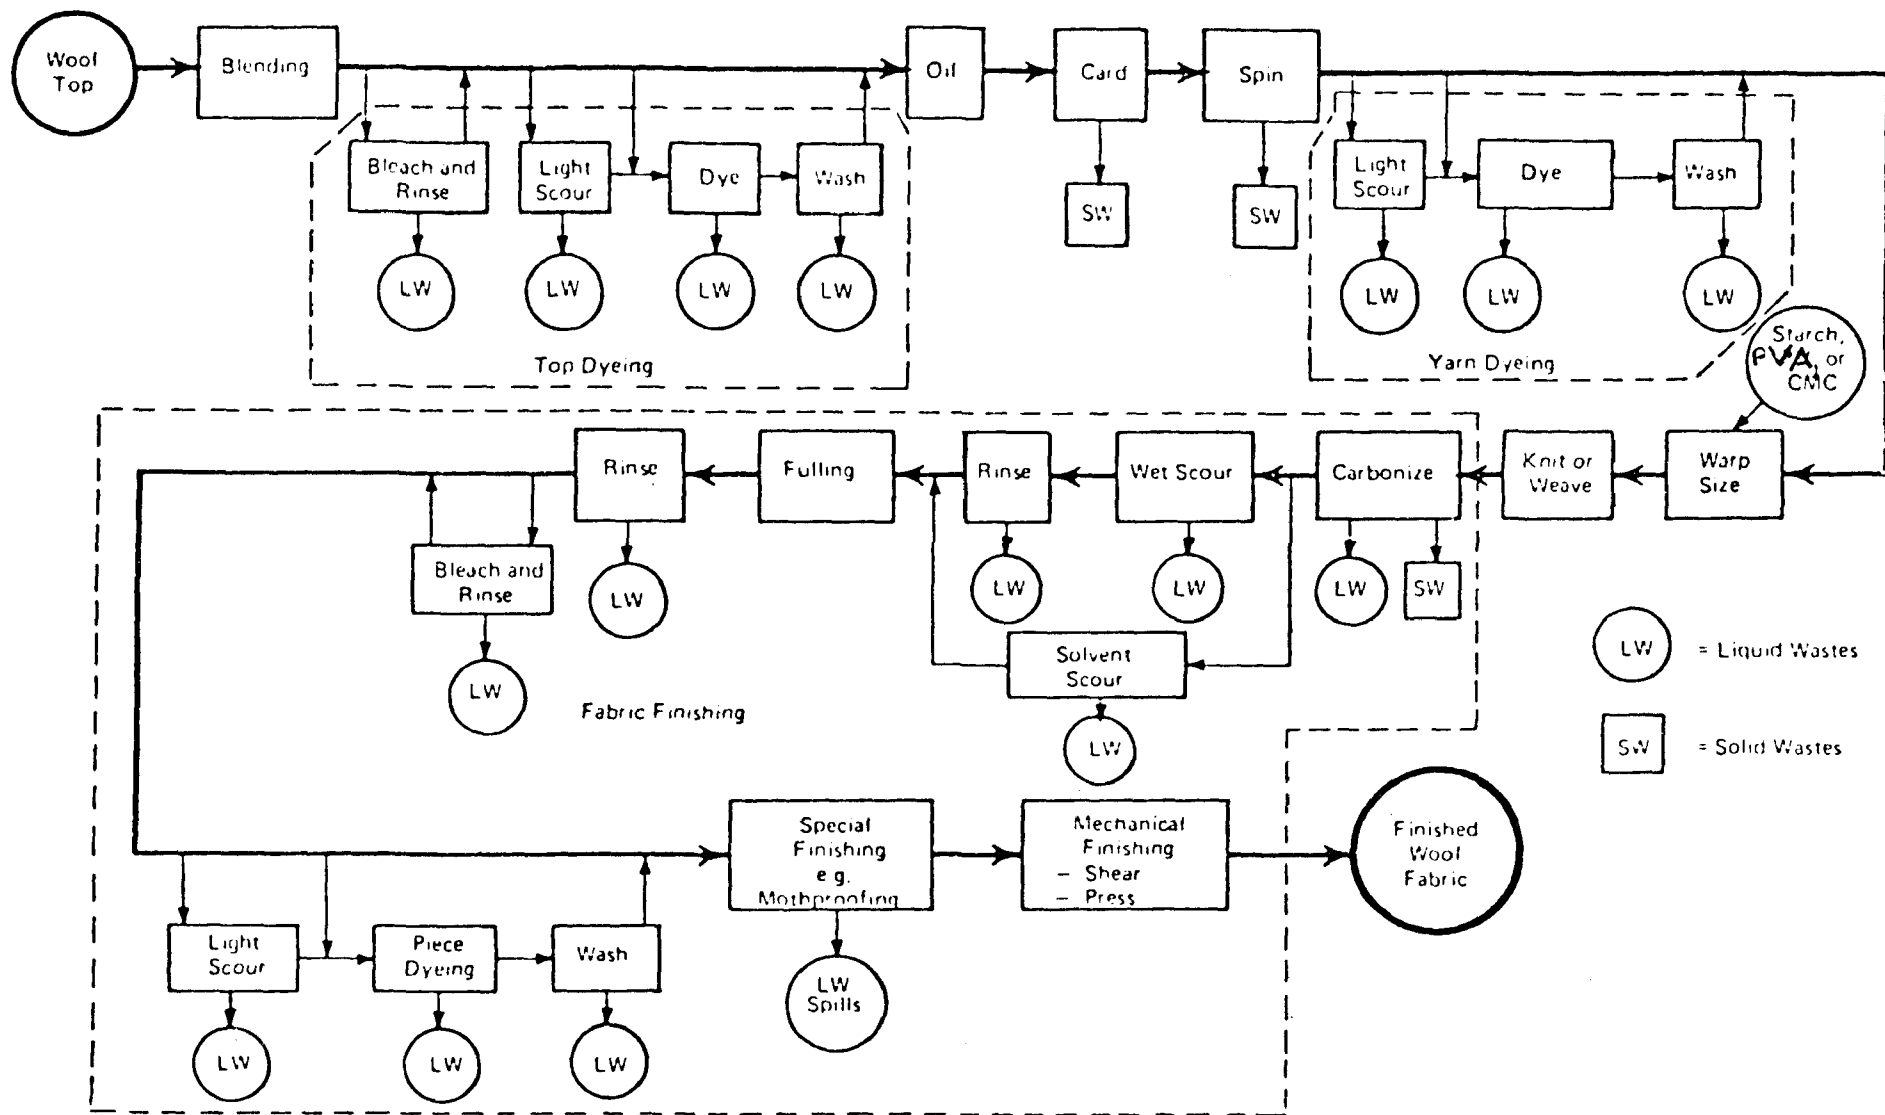 Wool
Top
Blending
Oil
Card
Spin
Bleach and
Rinse
Light
Scour
Dye
Wash
SW
SW
Light
Scour
Dye
Wash
LW
LW
LW
LW
LW
LW
LW
Top Dyeing
Yarn Dyeing
Starch,
PVA, or
CMC
Rinse
Fulling
Rinse
Wet Scour
Carbonize
Knit or
Weave
Warp
Size
Bleach and
Rinse
LW
LW
LW
LW
SW
LW
Solvent
Scour
LW
Fabric Finishing
LW = Liquid Wastes
SW = Solid Wastes
Special
Finishing
e.g.
Mothproofing
Mechanical
Finishing
– Shear
– Press
Finished
Wool
Fabric
Light
Scour
Piece
Dyeing
Wash
LW
LW
LW
LW
Spills